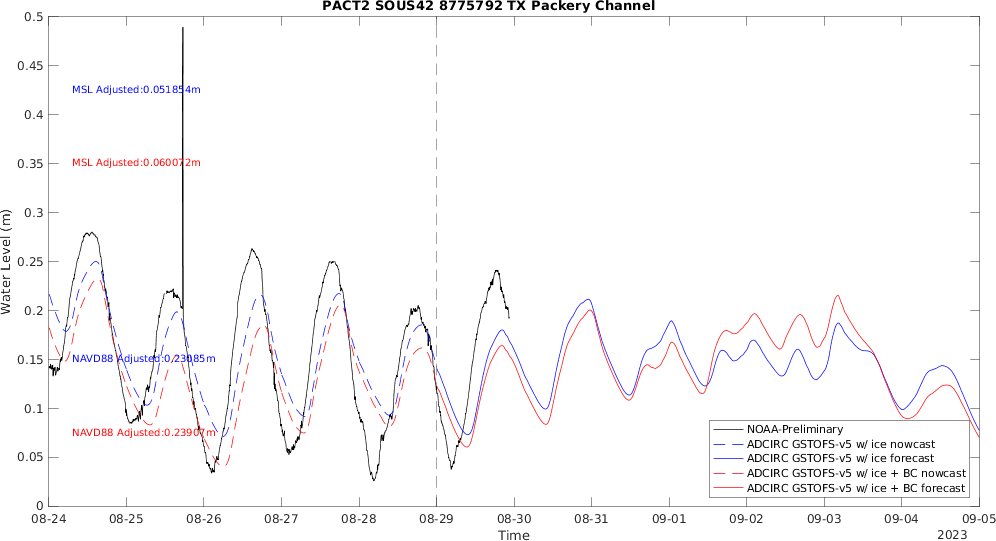 PACT2 SOUS42 8775792 TX Packery Channel
0.5
0.45
0.4
0.35
0.3
0.25
0.2
0.15
0.1
0.05
0
Water Level (m)
MSL Adjusted:0.051854m
MSL Adjusted:0.060072m
NAVD88 Adjusted:0.23085m
NAVD88 Adjusted:0.23907m
NOAA-Preliminary
ADCIRC GSTOFS-v5 w/ ice nowcast
ADCIRC GSTOFS-v5 w/ ice forecast
ADCIRC GSTOFS-v5 w/ ice + BC nowcast
ADCIRC GSTOFS-v5 w/ ice + BC forecast
08-24 08-25 08-26 08-27 08-28 08-29 08-30 08-31 09-01 09-02 09-03 09-04 09-05
Time
2023